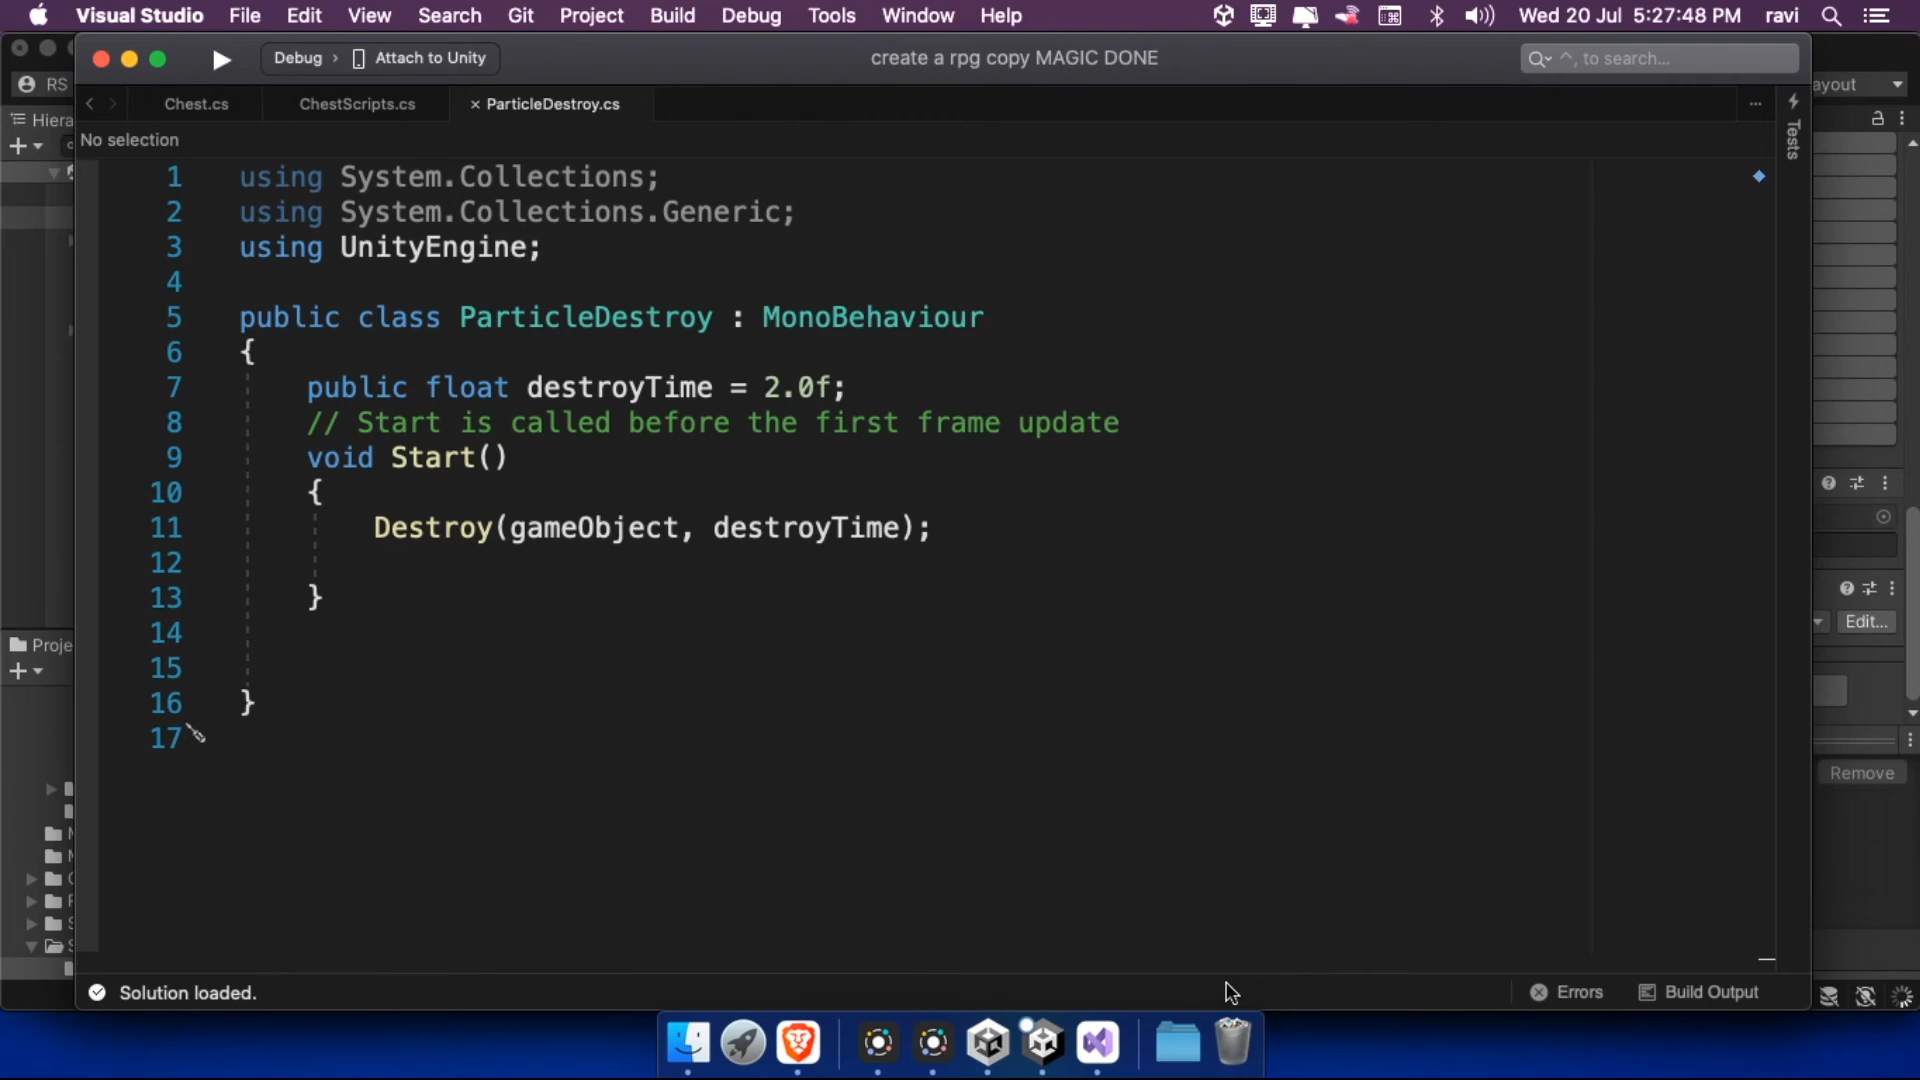 Visual Studio File Edit View Search Git Project Build Debug Tools Window Help Wed 20 Jul 5:27:48 PM ravi
Debug › Attach to Unity create a rpg copy MAGIC DONE ⌃, to search...
RS
ayout
Chest.cs ChestScripts.cs × ParticleDestroy.cs
Hiera
No selection
Tests
1 using System.Collections;
2 using System.Collections.Generic;
3 using UnityEngine;
4
5 public class ParticleDestroy : MonoBehaviour
6 {
7 public float destroyTime = 2.0f;
8 // Start is called before the first frame update
9 void Start()
10 {
11 Destroy(gameObject, destroyTime);
12
13 }
14
15
16 }
17
Edit...
Proje
Remove
Solution loaded. Errors Build Output